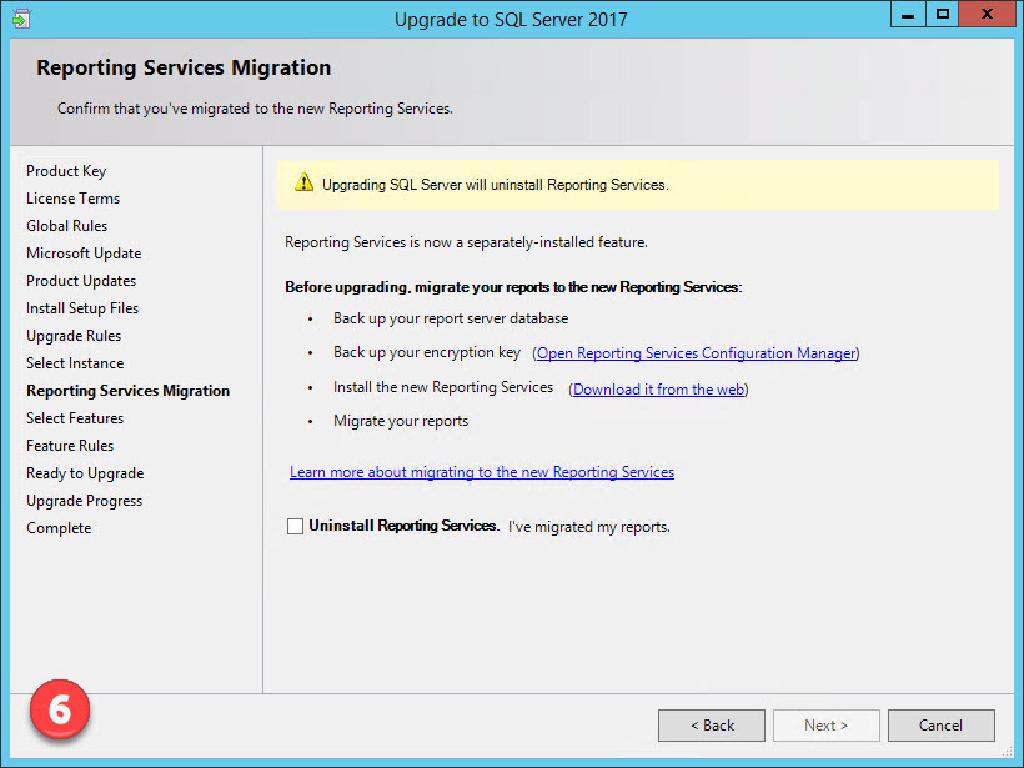 Upgrade to SQL Server 2017
Reporting Services Migration
Confirm that you've migrated to the new Reporting Services.
Product Key
License Terms
Global Rules
Microsoft Update
Product Updates
Install Setup Files
Upgrade Rules
Select Instance
Reporting Services Migration
Select Features
Feature Rules
Ready to Upgrade
Upgrade Progress
Complete
Upgrading SQL Server will uninstall Reporting Services.
Reporting Services is now a separately-installed feature.
Before upgrading, migrate your reports to the new Reporting Services:
• Back up your report server database
• Back up your encryption key (Open Reporting Services Configuration Manager)
• Install the new Reporting Services (Download it from the web)
• Migrate your reports
Learn more about migrating to the new Reporting Services
Uninstall Reporting Services. I've migrated my reports.
6
< Back Next > Cancel